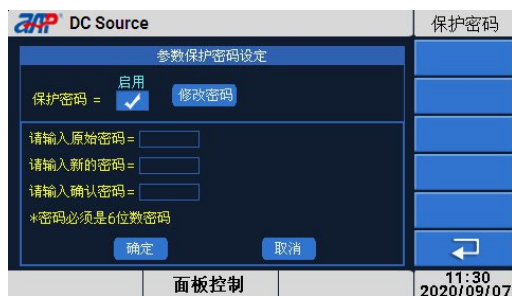 AAP DC Source
保护密码
参数保护密码设定
启用
保护密码 =
修改密码
请输入原始密码=
请输入新的密码=
请输入确认密码=
*密码必须是6位数密码
确定
取消
面板控制
11:30
2020/09/07